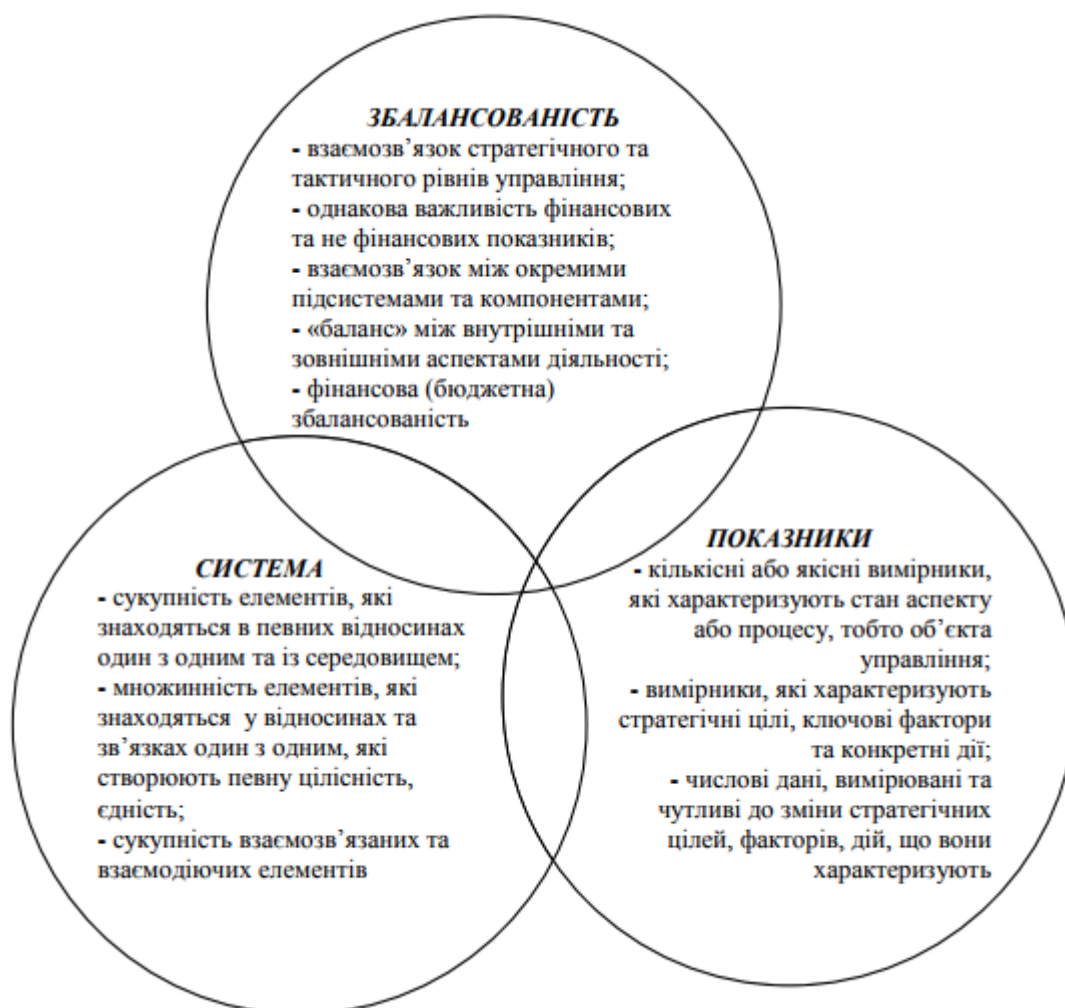 ЗБАЛАНСОВАНІСТЬ
- взаємозв’язок стратегічного та
тактичного рівнів управління;
- однакова важливість фінансових
та не фінансових показників;
- взаємозв’язок між окремими
підсистемами та компонентами;
- «баланс» між внутрішніми та
зовнішніми аспектами діяльності;
- фінансова (бюджетна)
збалансованість
СИСТЕМА
- сукупність елементів, які
знаходяться в певних відносинах
один з одним та із середовищем;
- множинність елементів, які
знаходяться у відносинах та
зв’язках один з одним, які
створюють певну цілісність,
єдність;
- сукупність взаємозв’язаних та
взаємодіючих елементів
ПОКАЗНИКИ
- кількісні або якісні вимірники,
які характеризують стан аспекту
або процесу, тобто об’єкта
управління;
- вимірники, які характеризують
стратегічні цілі, ключові фактори
та конкретні дії;
- числові дані, вимірювані та
чутливі до зміни стратегічних
цілей, факторів, дій, що вони
характеризують